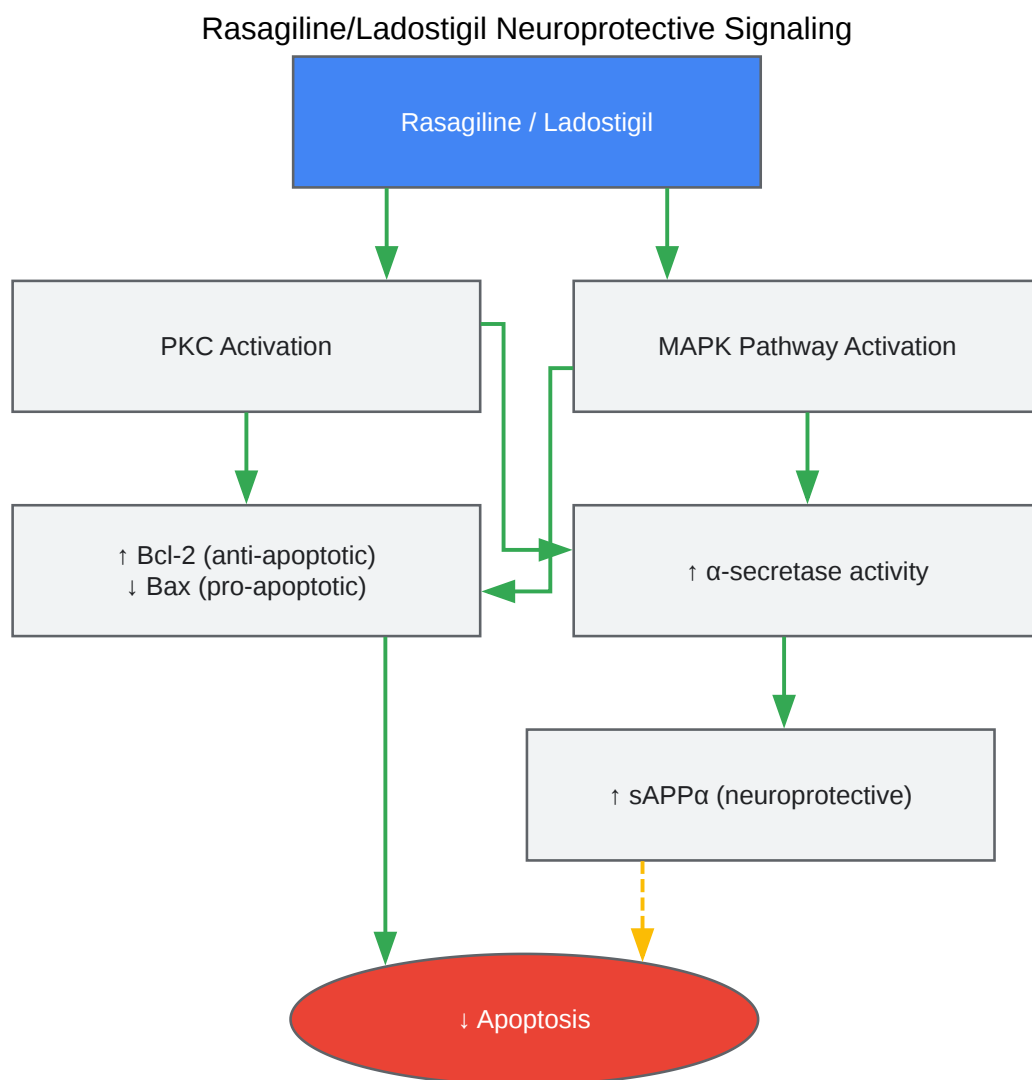 Rasagiline/Ladostigil Neuroprotective Signaling
Rasagiline / Ladostigil
PKC Activation
MAPK Pathway Activation
↑ Bcl-2 (anti-apoptotic)
↓ Bax (pro-apoptotic)
↑ α-secretase activity
↑ sAPPα (neuroprotective)
↓ Apoptosis